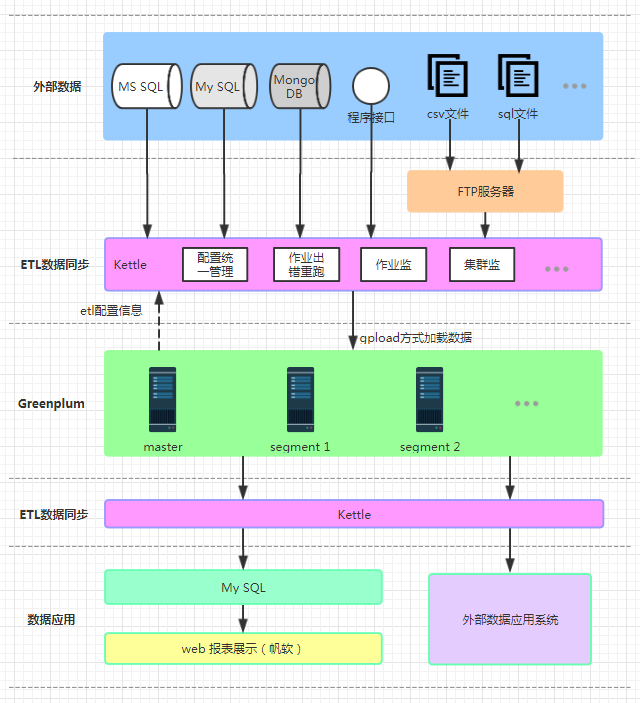 外部数据
MS SQL
My SQL
Mongo
DB
程序接口
csv文件
sql文件
FTP服务器
ETL数据同步
Kettle
配置统
一管理
作业出
错重跑
作业监
集群监
etl配置信息
gpload方式加载数据
Greenplum
master
segment 1
segment 2
ETL数据同步
Kettle
数据应用
My SQL
外部数据应用系统
web 报表展示（帆软）